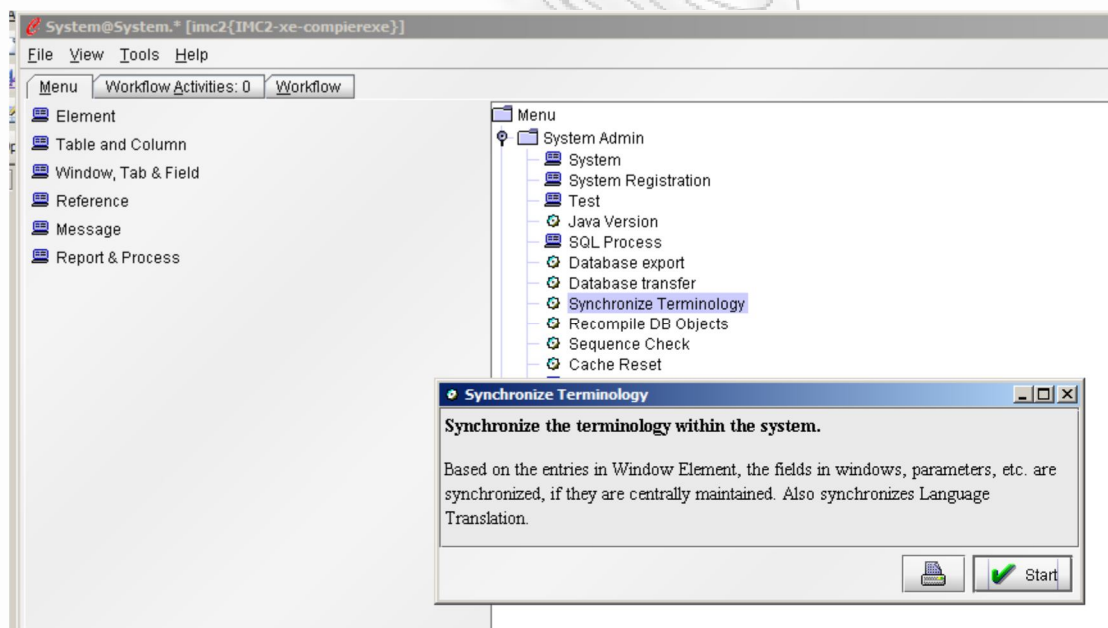 System@System.* [imc2{IMC2-xe-compierexe}]
File View Tools Help
Menu Workflow Activities: 0 Workflow
Element
Table and Column
Window, Tab & Field
Reference
Message
Report & Process
Menu
System Admin
System
System Registration
Test
Java Version
SQL Process
Database export
Database transfer
Synchronize Terminology
Recompile DB Objects
Sequence Check
Cache Reset
Synchronize Terminology
Synchronize the terminology within the system.
Based on the entries in Window Element, the fields in windows, parameters, etc. are
synchronized, if they are centrally maintained. Also synchronizes Language
Translation.
Start